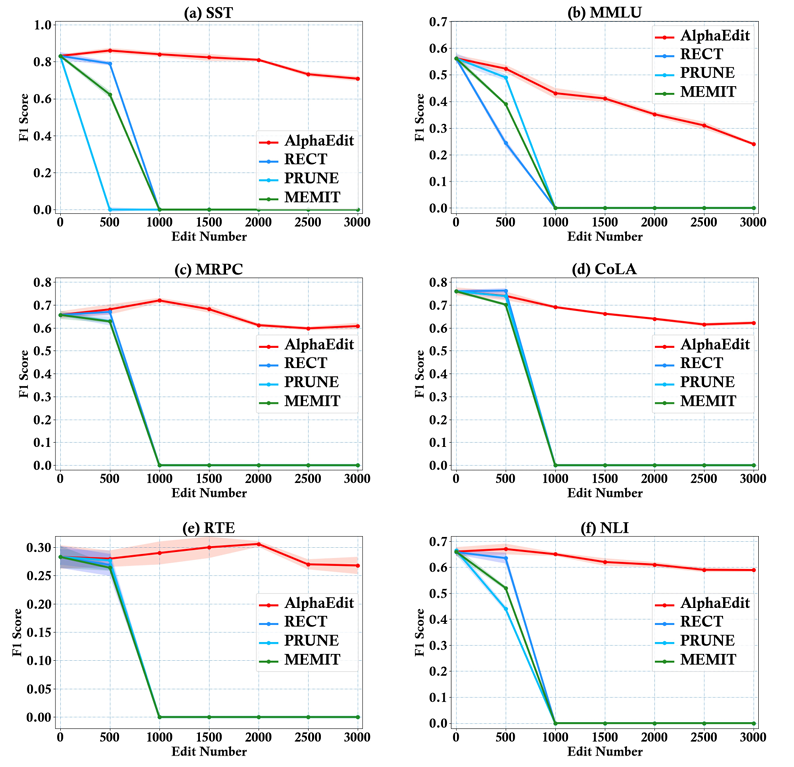 (a) SST
1.0
0.8
0.6
0.4
0.2
0.0
F1 Score
AlphaEdit
RECT
PRUNE
MEMIT
0 500 1000 1500 2000 2500 3000
Edit Number
(b) MMLU
0.7
0.6
0.5
0.4
0.3
0.2
0.1
0.0
F1 Score
AlphaEdit
RECT
PRUNE
MEMIT
0 500 1000 1500 2000 2500 3000
Edit Number
(c) MRPC
0.8
0.7
0.6
0.5
0.4
0.3
0.2
0.1
0.0
F1 Score
AlphaEdit
RECT
PRUNE
MEMIT
0 500 1000 1500 2000 2500 3000
Edit Number
(d) CoLA
0.8
0.7
0.6
0.5
0.4
0.3
0.2
0.1
0.0
F1 Score
AlphaEdit
RECT
PRUNE
MEMIT
0 500 1000 1500 2000 2500 3000
Edit Number
(e) RTE
0.30
0.25
0.20
0.15
0.10
0.05
0.00
F1 Score
AlphaEdit
RECT
PRUNE
MEMIT
0 500 1000 1500 2000 2500 3000
Edit Number
(f) NLI
0.7
0.6
0.5
0.4
0.3
0.2
0.1
0.0
F1 Score
AlphaEdit
RECT
PRUNE
MEMIT
0 500 1000 1500 2000 2500 3000
Edit Number